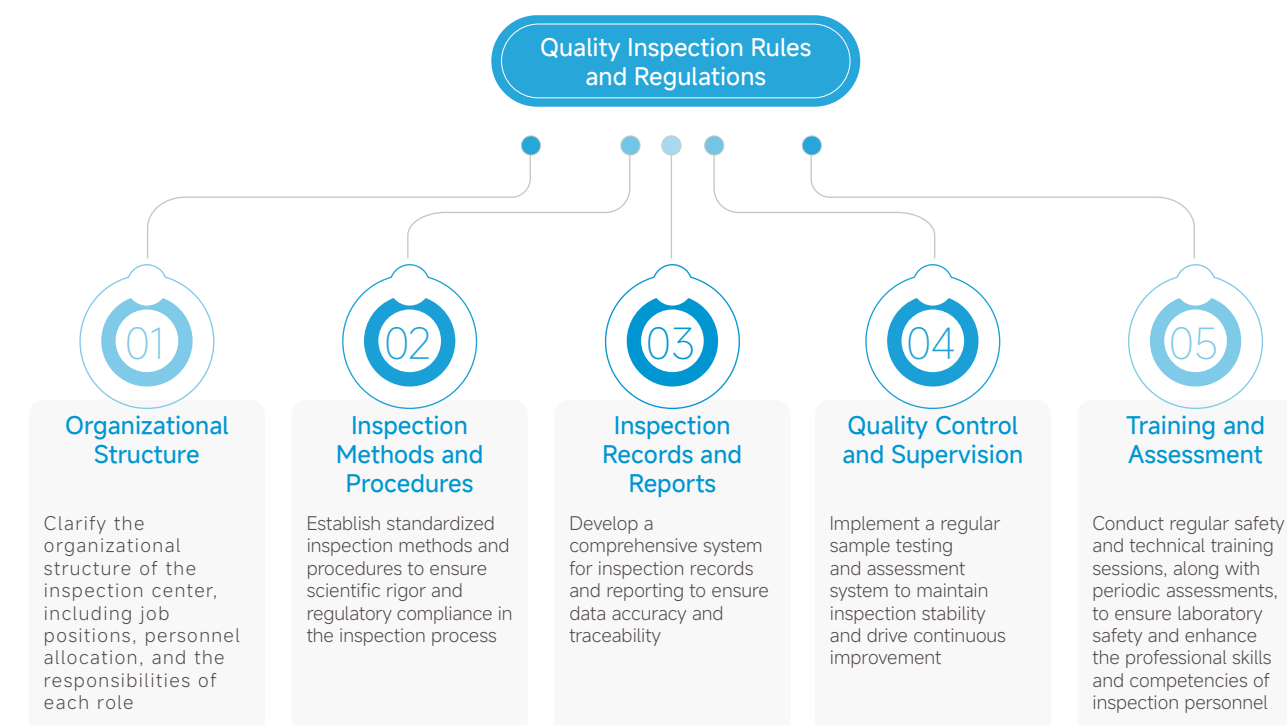 Quality Inspection Rules
and Regulations
01
Organizational
Structure
Clarify the
organizational
structure of the
inspection center,
including job
positions, personnel
allocation, and the
responsibilities of
each role
02
Inspection
Methods and
Procedures
Establish standardized
inspection methods and
procedures to ensure
scientific rigor and
regulatory compliance in
the inspection process
03
Inspection
Records and
Reports
Develop a
comprehensive system
for inspection records
and reporting to ensure
data accuracy and
traceability
04
Quality Control
and Supervision
Implement a regular
sample testing
and assessment
system to maintain
inspection stability
and drive continuous
improvement
05
Training and
Assessment
Conduct regular safety
and technical training
sessions, along with
periodic assessments,
to ensure laboratory
safety and enhance
the professional skills
and competencies of
inspection personnel